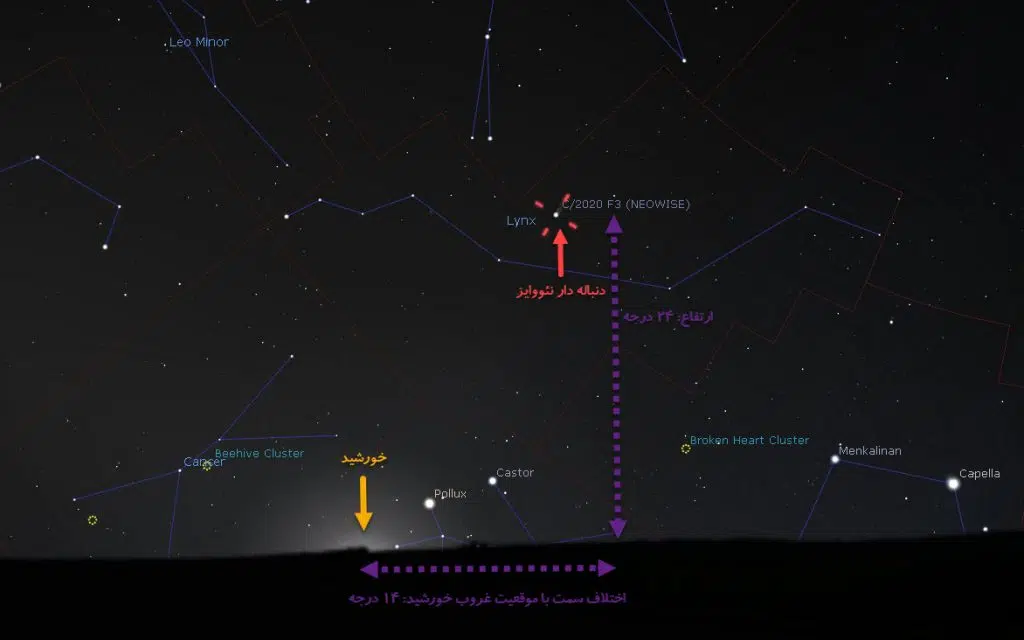 Leo Minor
C/2020 F3 (NEOWISE)
Lynx
دنباله دار نئووایز
ارتفاع: ۲۴ درجه
Broken Heart Cluster
Menkalinan
Beehive Cluster
خورشید
Cancer
Castor
Capella
Pollux
اختلاف سمت با موقعیت غروب خورشید: ۱۴ درجه